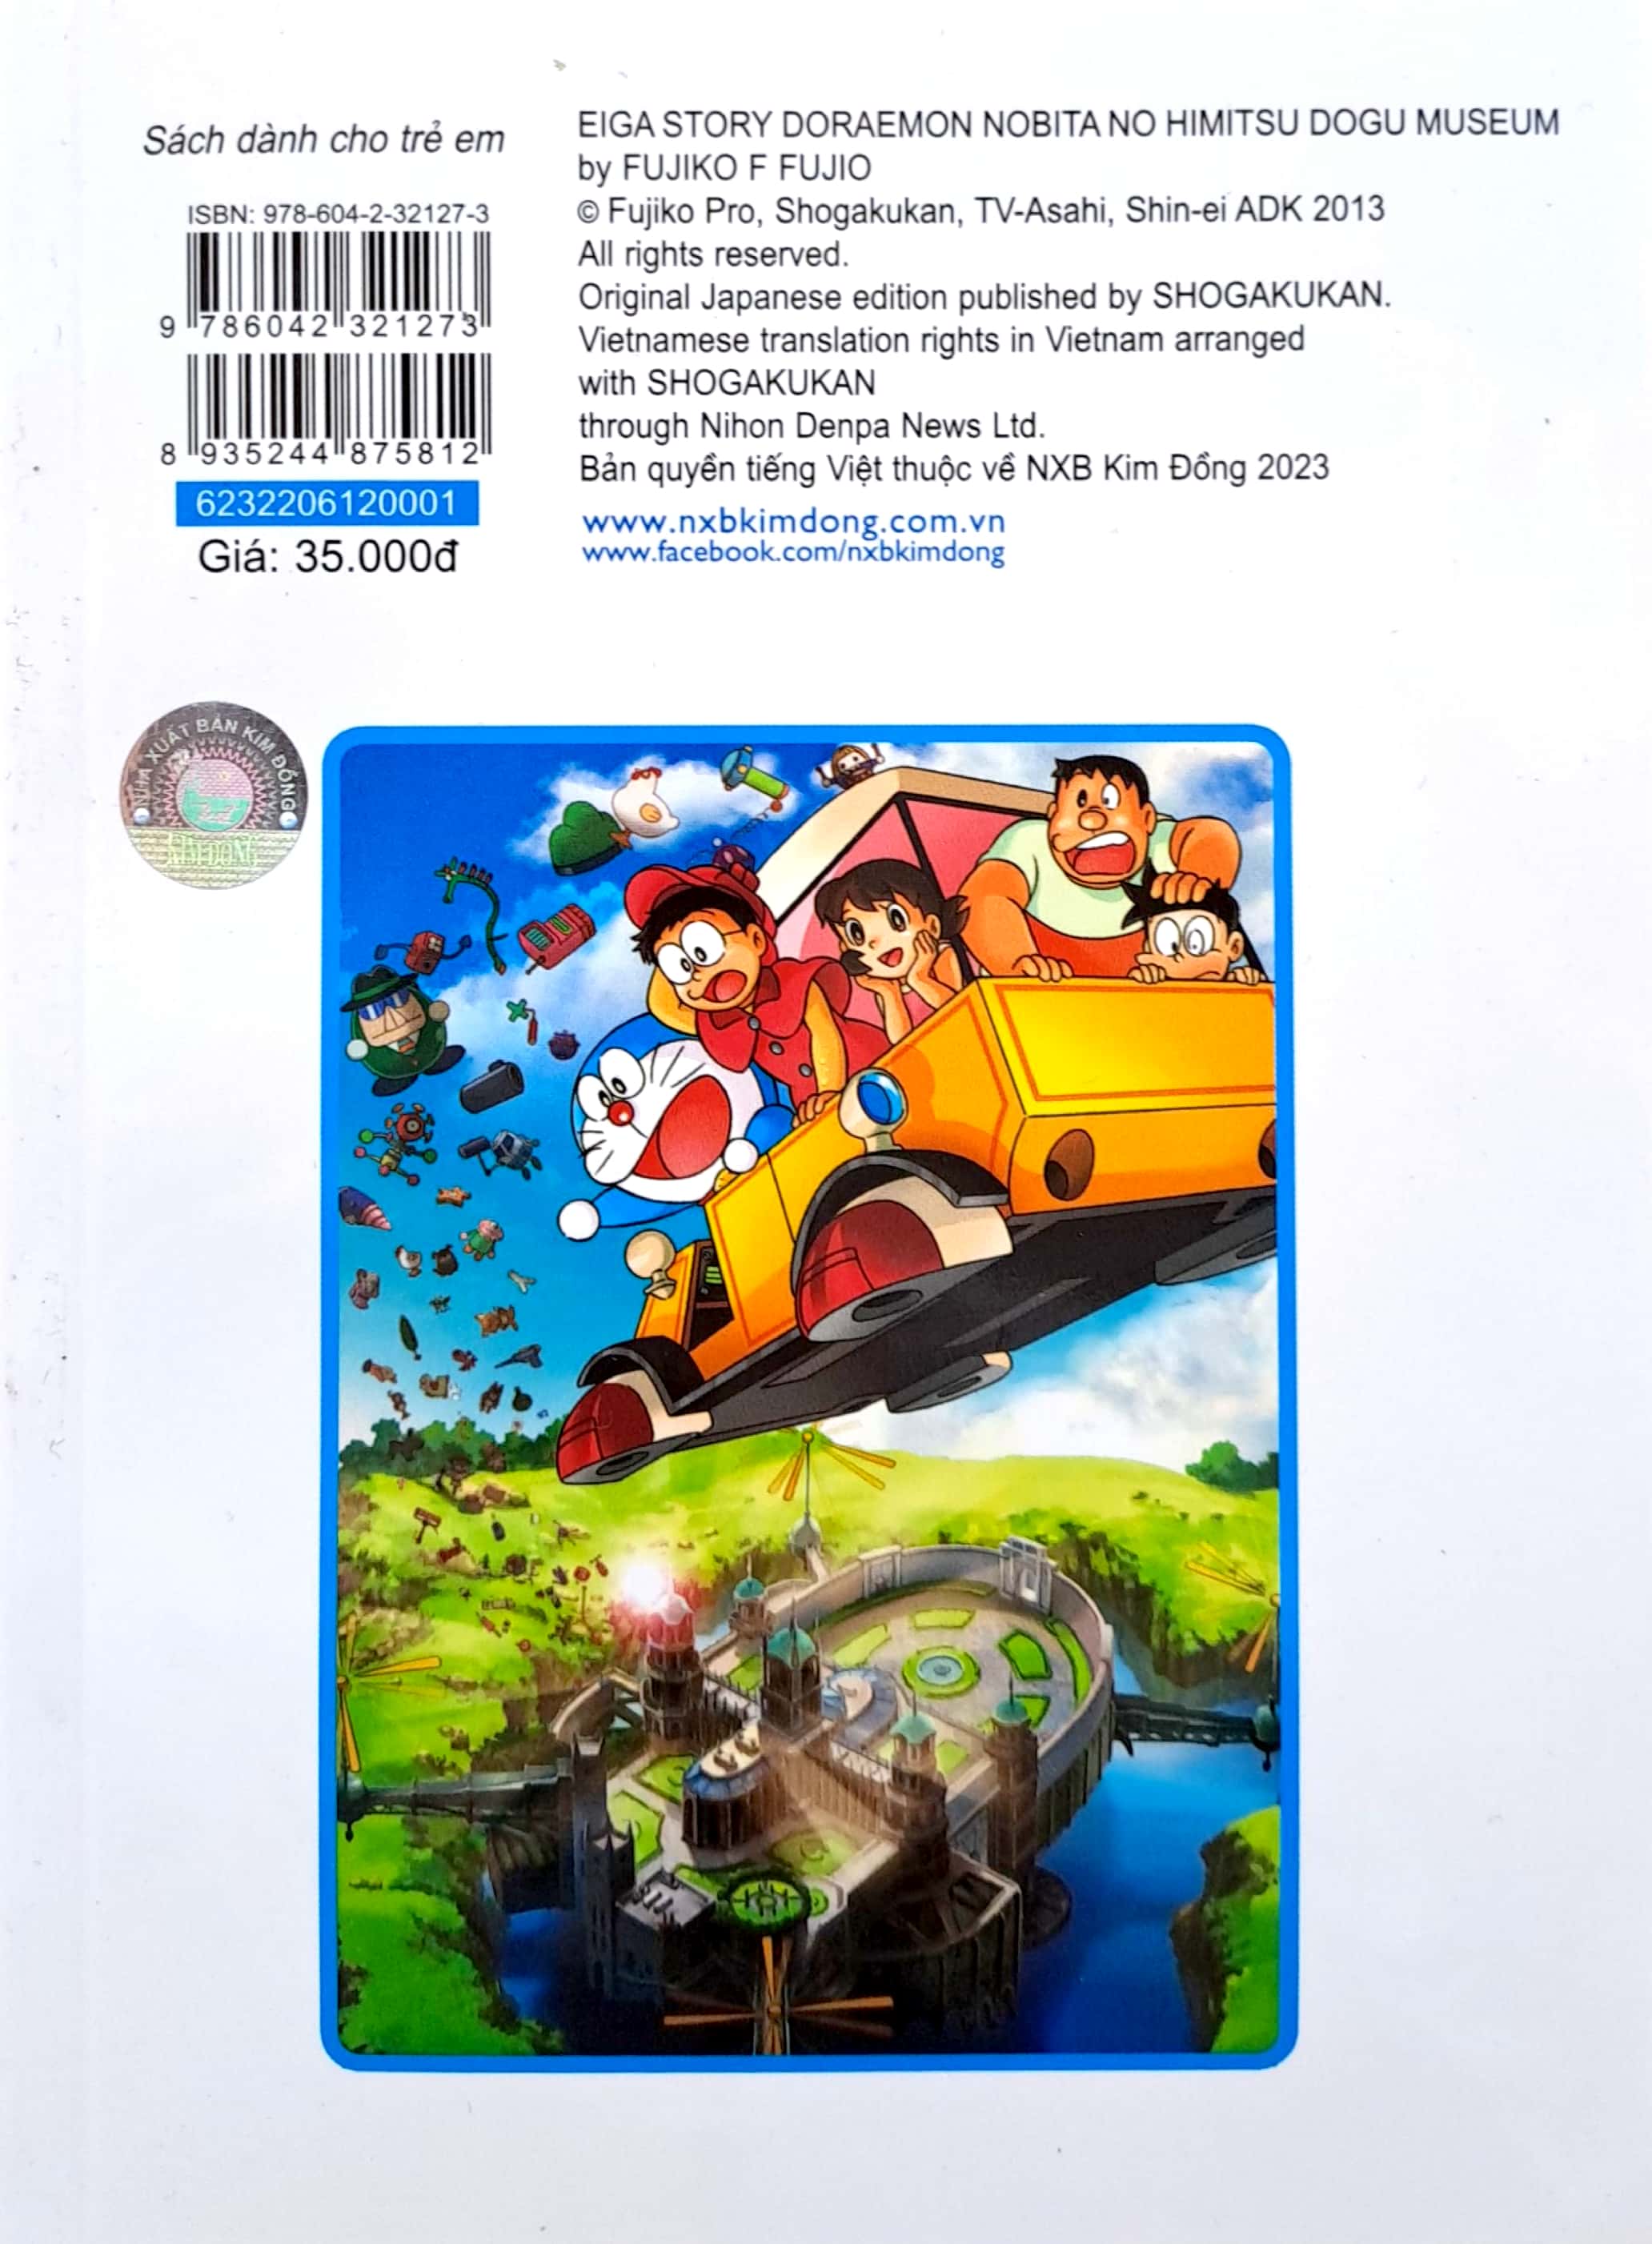 Sách dành cho trẻ em
ISBN: 978-604-2-32127-3
9 786042 321273
8 935244 875812
6232206120001
Giá: 35.000đ
EIGA STORY DORAEMON NOBITA NO HIMITSU DOGU MUSEUM
by FUJIKO F FUJIO
© Fujiko Pro, Shogakukan, TV-Asahi, Shin-ei ADK 2013
All rights reserved.
Original Japanese edition published by SHOGAKUKAN.
Vietnamese translation rights in Vietnam arranged
with SHOGAKUKAN
through Nihon Denpa News Ltd.
Bản quyền tiếng Việt thuộc về NXB Kim Đồng 2023
www.nxbkimdong.com.vn
www.facebook.com/nxbkimdong
NHÀ XUẤT BẢN KIM ĐỒNG